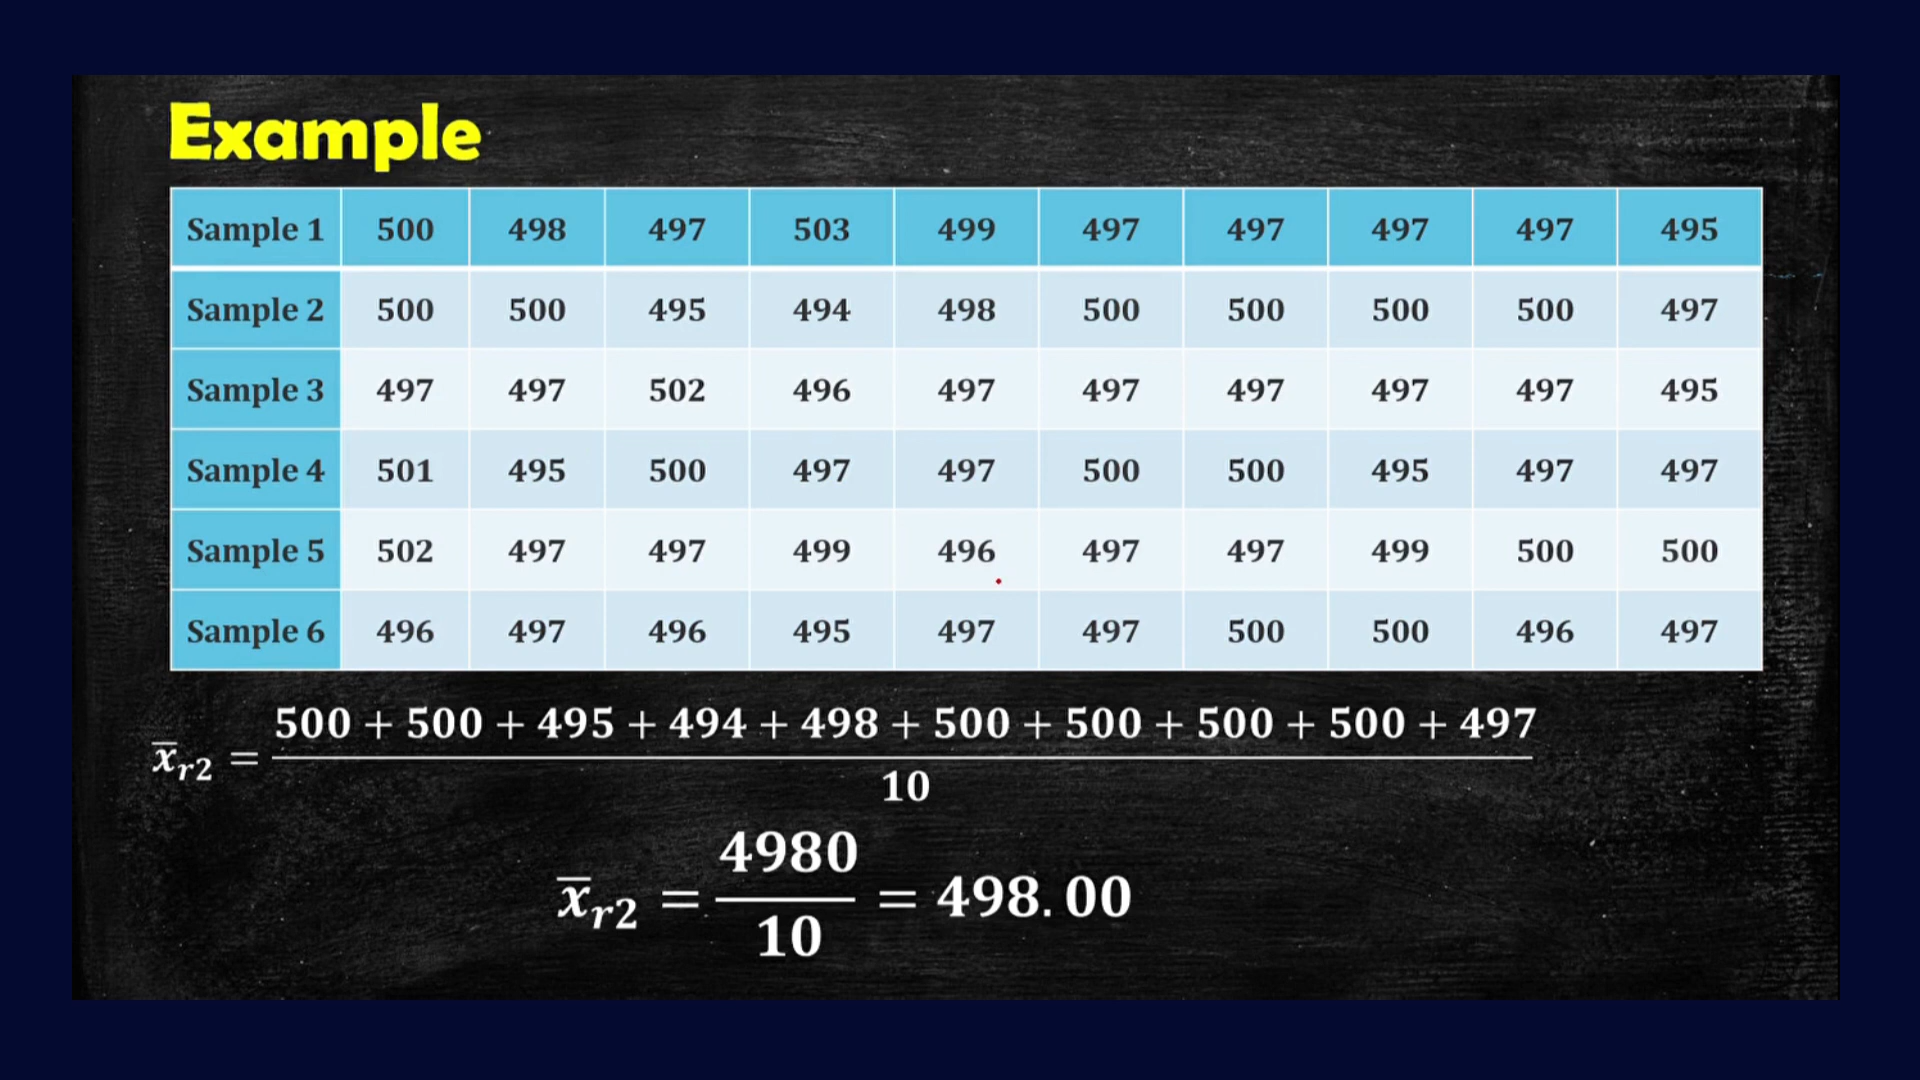 Example
Sample 1 500 498 497 503 499 497 497 497 497 495
Sample 2 500 500 495 494 498 500 500 500 500 497
Sample 3 497 497 502 496 497 497 497 497 497 495
Sample 4 501 495 500 497 497 500 500 495 497 497
Sample 5 502 497 497 499 496 497 497 499 500 500
Sample 6 496 497 496 495 497 497 500 500 496 497
x̄r2 = 500 + 500 + 495 + 494 + 498 + 500 + 500 + 500 + 500 + 497
10
x̄r2 = 4980 / 10 = 498.00